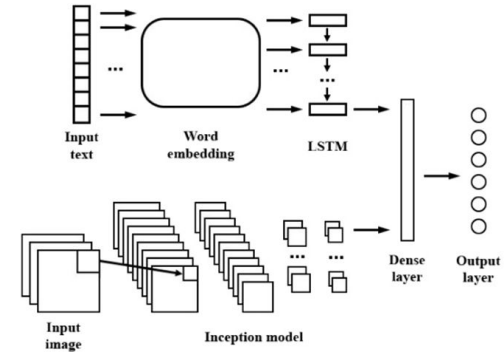 Input
text
Word
embedding
LSTM
Dense
layer
Output
layer
Input
image
Inception model